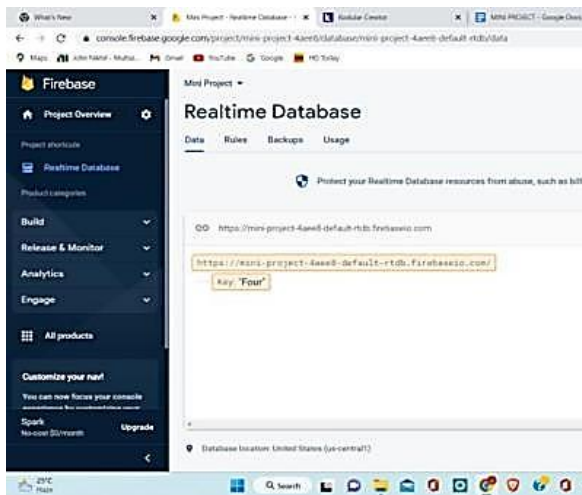 What's New
Mini Project - Realtime Database -
Kodular Creator
MINI PROJECT - Google Docs
console.firebase.google.com/project/mini-project-4aee8/database/mini-project-4aee8-default-rtdb/data
Maps
Gmail
YouTube
Google
Firebase
Mini Project
Project Overview
Realtime Database
Data Rules Backups Usage
Project shortcuts
Realtime Database
Protect your Realtime Database resources from abuse, such as bill
Product categories
Build
https://mini-project-4aee8-default-rtdb.firebaseio.com
Release & Monitor
https://mini-project-4aee8-default-rtdb.firebaseio.com/
Key: "Four"
Analytics
Engage
All products
Customize your nav!
You can now focus your console
Spark
No-cost $0/month
Upgrade
Database location: United States (us-central1)
25°C
Haze
Search